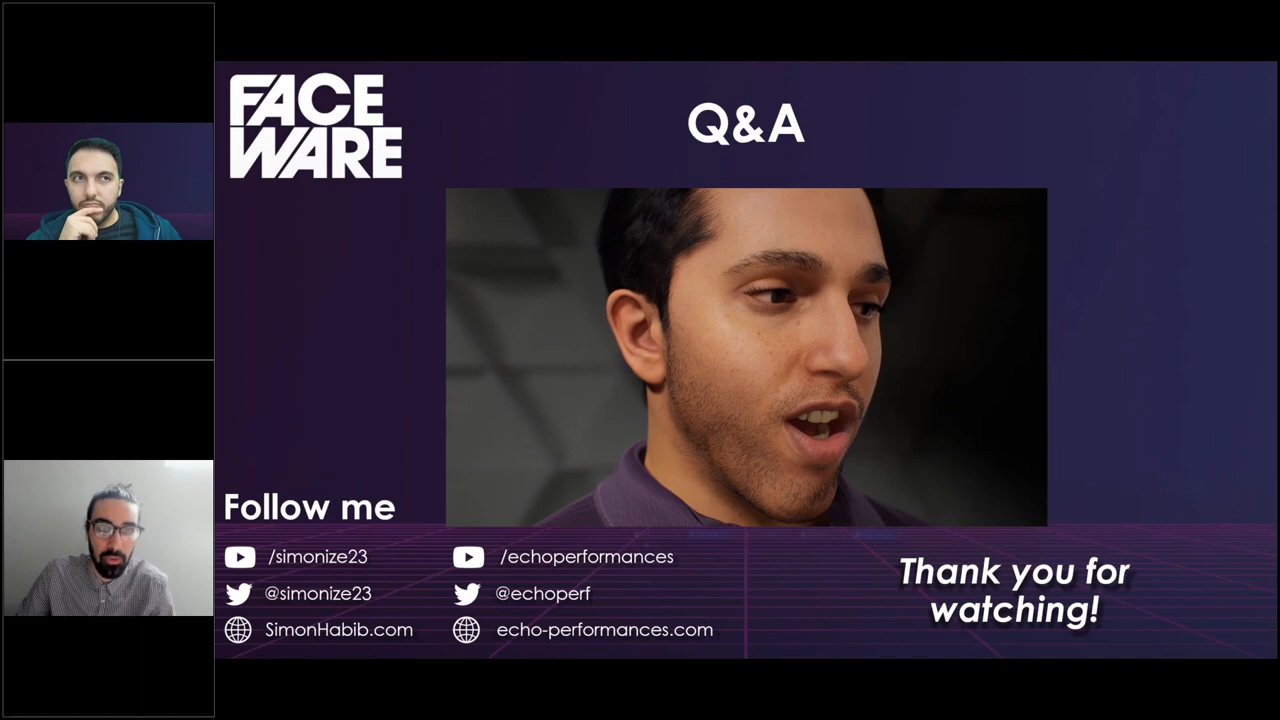 FACE
WARE
Q&A
Follow me
/simonize23
/echoperformances
@simonize23
@echoperf
SimonHabib.com
echo-performances.com
Thank you for
watching!